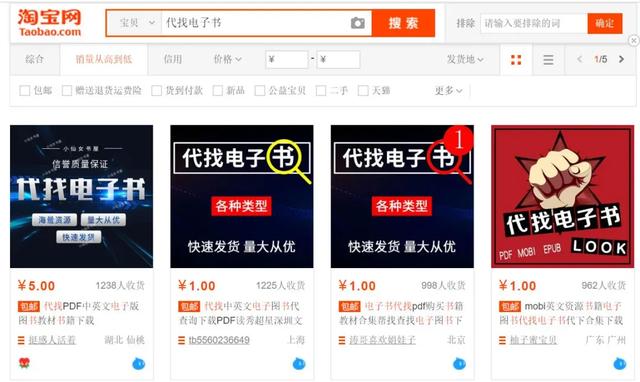 淘宝网
Taobao.com
宝贝
代找电子书
搜索
排除
请输入要排除的词
确定
综合
销量从高到低
信用
价格
¥
-
¥
发货地
1/5
包邮
赠送退货运费险
货到付款
新品
公益宝贝
二手
天猫
更多
小仙女书屋
信誉质量保证
代找电子书
海量资源
量大从优
快速发货
代找电子书
各种类型
快速发货 量大从优
1
代找电子书
各种类型
快速发货 量大从优
代找电子书
PDF MOBI EPUB
LOOK
¥5.00
1238人收货
包邮 代找PDF中英文电子版
图书教材书籍下载
挺感人活着
湖北 仙桃
¥1.00
1225人收货
包邮 代找中英文电子图书代
查询下载PDF读秀超星深圳文
tb5560236649
上海
¥1.00
998人收货
包邮 电子书代找pdf购买书籍
教材合集帮找查找电子图书下
涛哥喜欢娟娃子
北京
¥1.00
962人收货
包邮 mobi英文资源书籍电子
图书代找电子书代下合集下载
柚子蜜宝贝
广东 广州